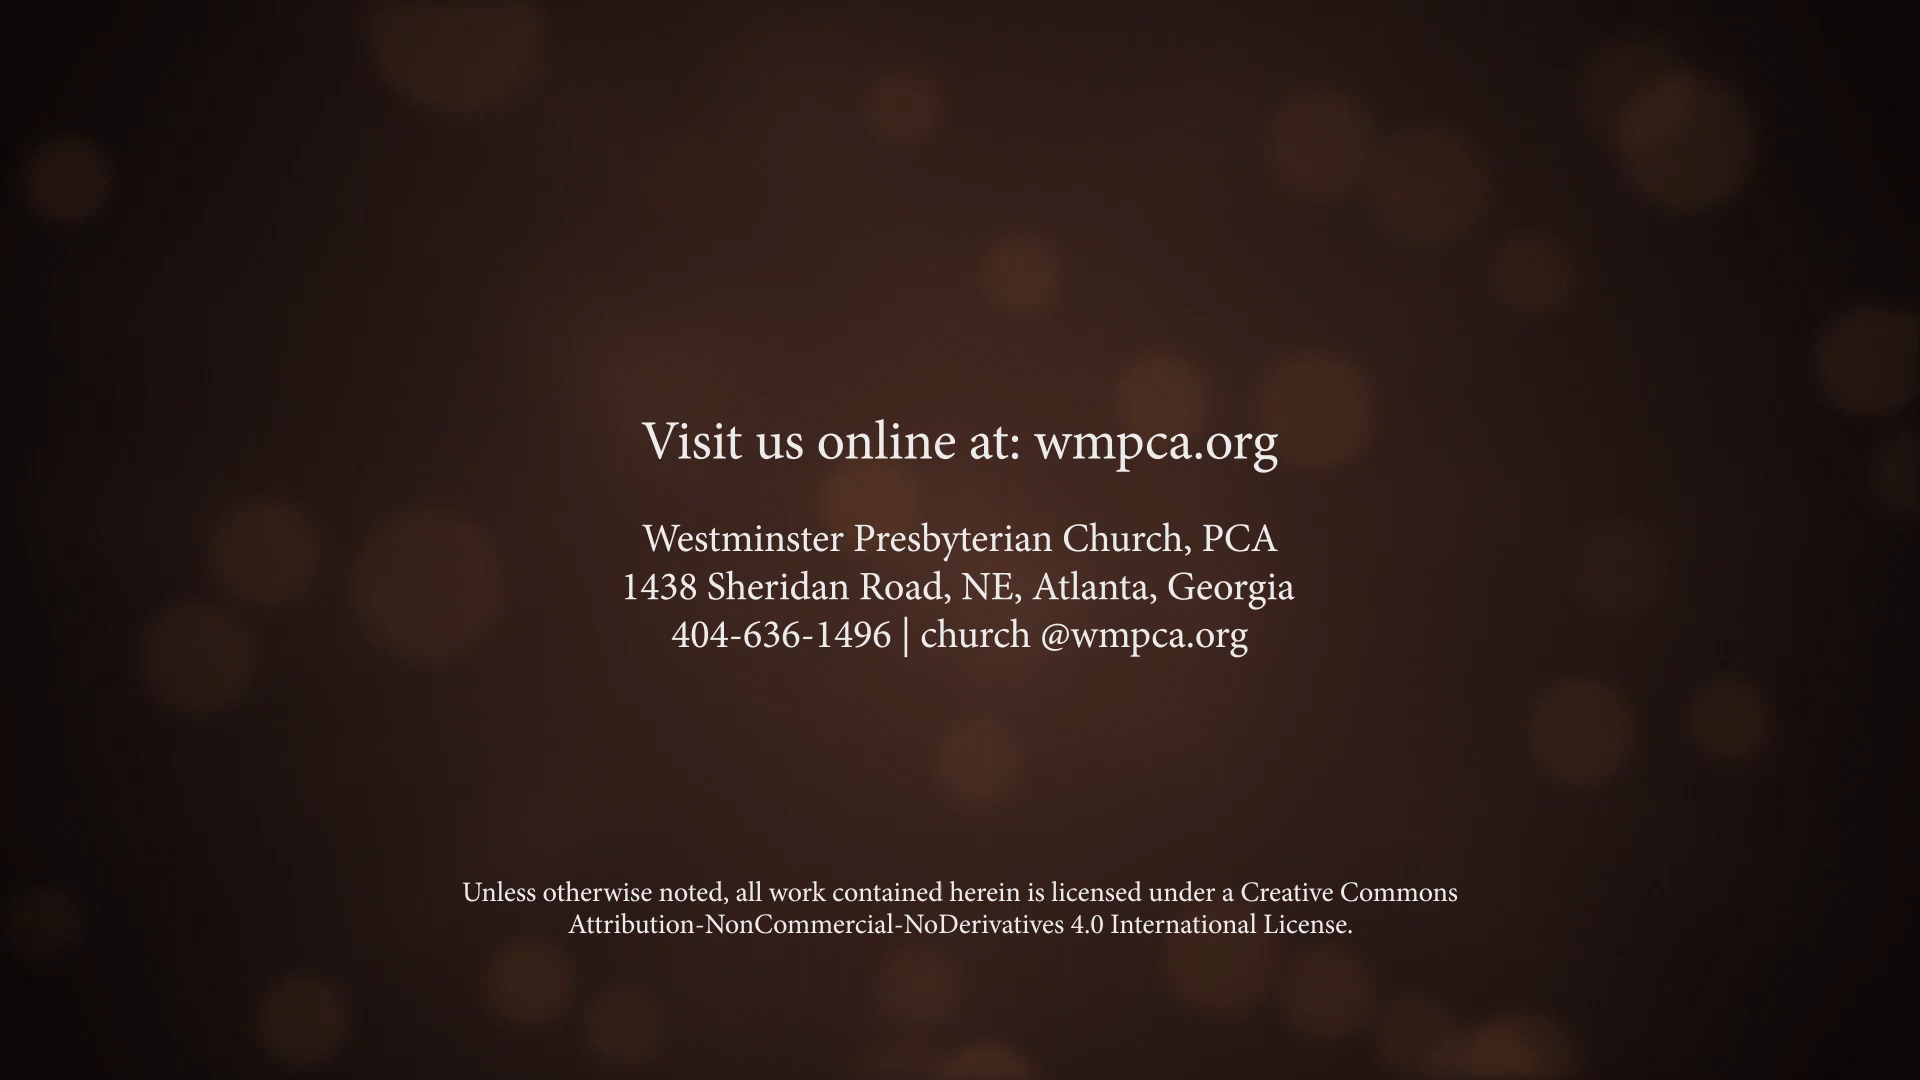 Visit us online at: wmpca.org
Westminster Presbyterian Church, PCA
1438 Sheridan Road, NE, Atlanta, Georgia
404-636-1496 | church @wmpca.org
Unless otherwise noted, all work contained herein is licensed under a Creative Commons
Attribution-NonCommercial-NoDerivatives 4.0 International License.